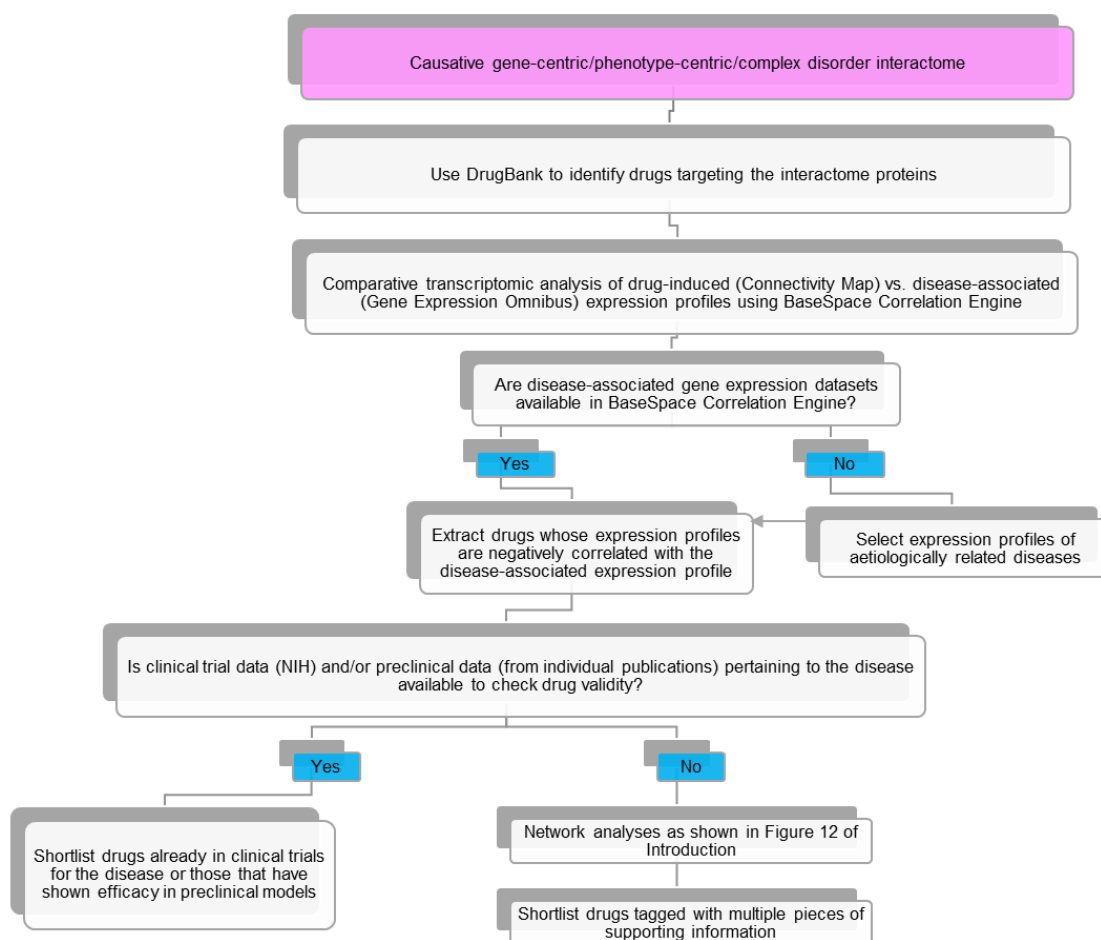 Causative gene-centric/phenotype-centric/complex disorder interactome
Use DrugBank to identify drugs targeting the interactome proteins
Comparative transcriptomic analysis of drug-induced (Connectivity Map) vs. disease-associated
(Gene Expression Omnibus) expression profiles using BaseSpace Correlation Engine
Are disease-associated gene expression datasets
available in BaseSpace Correlation Engine?
Yes
No
Extract drugs whose expression profiles
are negatively correlated with the
disease-associated expression profile
Select expression profiles of
aetiologically related diseases
Is clinical trial data (NIH) and/or preclinical data (from individual publications) pertaining to the disease
available to check drug validity?
Yes
No
Shortlist drugs already in clinical trials
for the disease or those that have
shown efficacy in preclinical models
Network analyses as shown in Figure 12 of
Introduction
Shortlist drugs tagged with multiple pieces of
supporting information